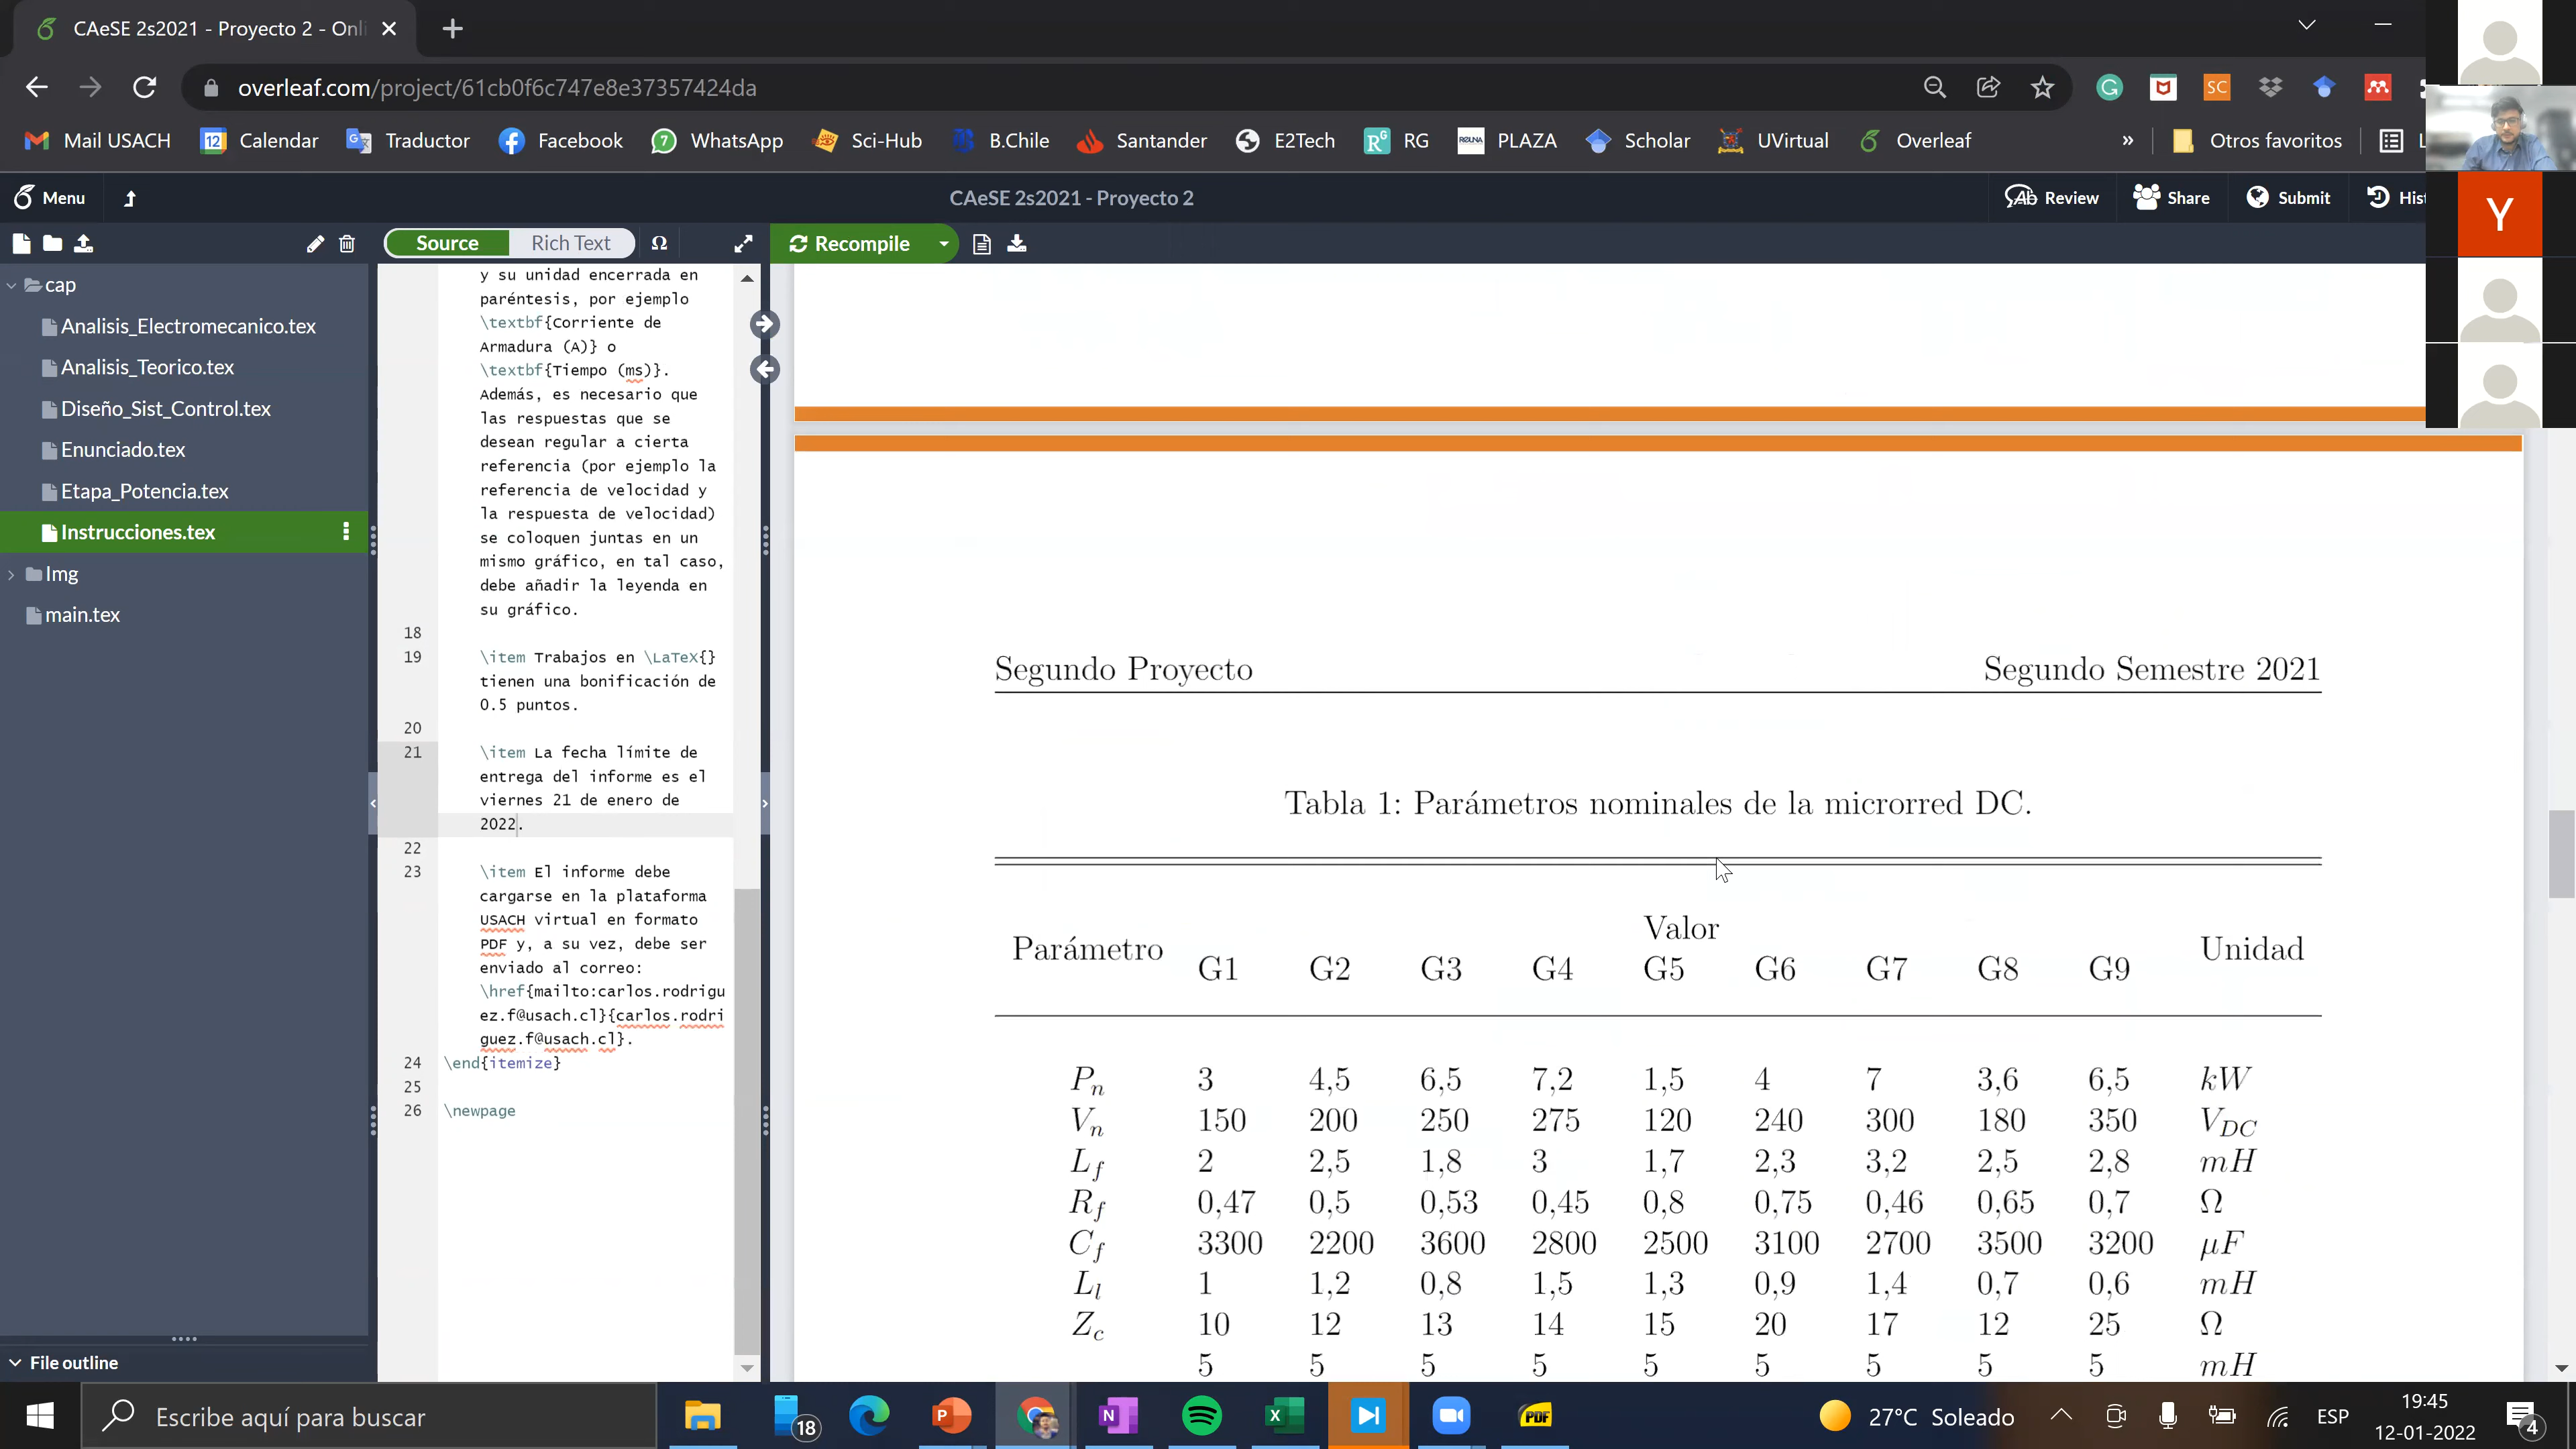 CAeSE 2s2021 - Proyecto 2 - Onli
overleaf.com/project/61cb0f6c747e8e37357424da
Mail USACH
12
Calendar
Traductor
Facebook
7
WhatsApp
Sci-Hub
B.Chile
Santander
E2Tech
RG
PLAZA
Scholar
UVirtual
Overleaf
»
Otros favoritos
L
SC
Menu
CAeSE 2s2021 - Proyecto 2
Review
Share
Submit
Hist
Y
Source
Rich Text
Ω
Recompile
cap
Analisis_Electromecanico.tex
Analisis_Teorico.tex
Diseño_Sist_Control.tex
Enunciado.tex
Etapa_Potencia.tex
Instrucciones.tex
Img
main.tex
File outline
y su unidad encerrada en
paréntesis, por ejemplo
\textbf{Corriente de
Armadura (A)} o
\textbf{Tiempo (ms)}.
Además, es necesario que
las respuestas que se
desean regular a cierta
referencia (por ejemplo la
referencia de velocidad y
la respuesta de velocidad)
se coloquen juntas en un
mismo gráfico, en tal caso,
debe añadir la leyenda en
su gráfico.
18
19 \item Trabajos en \LaTeX{}
tienen una bonificación de
0.5 puntos.
20
21 \item La fecha límite de
entrega del informe es el
viernes 21 de enero de
2022.
22
23 \item El informe debe
cargarse en la plataforma
USACH virtual en formato
PDF y, a su vez, debe ser
enviado al correo:
\href{mailto:carlos.rodrigu
ez.f@usach.cl}{carlos.rodri
guez.f@usach.cl}.
24 \end{itemize}
25
26 \newpage
Segundo Proyecto Segundo Semestre 2021
Tabla 1: Parámetros nominales de la microrred DC.
Parámetro Valor Unidad
G1 G2 G3 G4 G5 G6 G7 G8 G9
Pn 3 4,5 6,5 7,2 1,5 4 7 3,6 6,5 kW
Vn 150 200 250 275 120 240 300 180 350 VDC
Lf 2 2,5 1,8 3 1,7 2,3 3,2 2,5 2,8 mH
Rf 0,47 0,5 0,53 0,45 0,8 0,75 0,46 0,65 0,7 Ω
Cf 3300 2200 3600 2800 2500 3100 2700 3500 3200 μF
Ll 1 1,2 0,8 1,5 1,3 0,9 1,4 0,7 0,6 mH
Zc 10 12 13 14 15 20 17 12 25 Ω
5 5 5 5 5 5 5 5 5 mH
Escribe aquí para buscar
18
27°C Soleado
ESP
19:45
12-01-2022
4